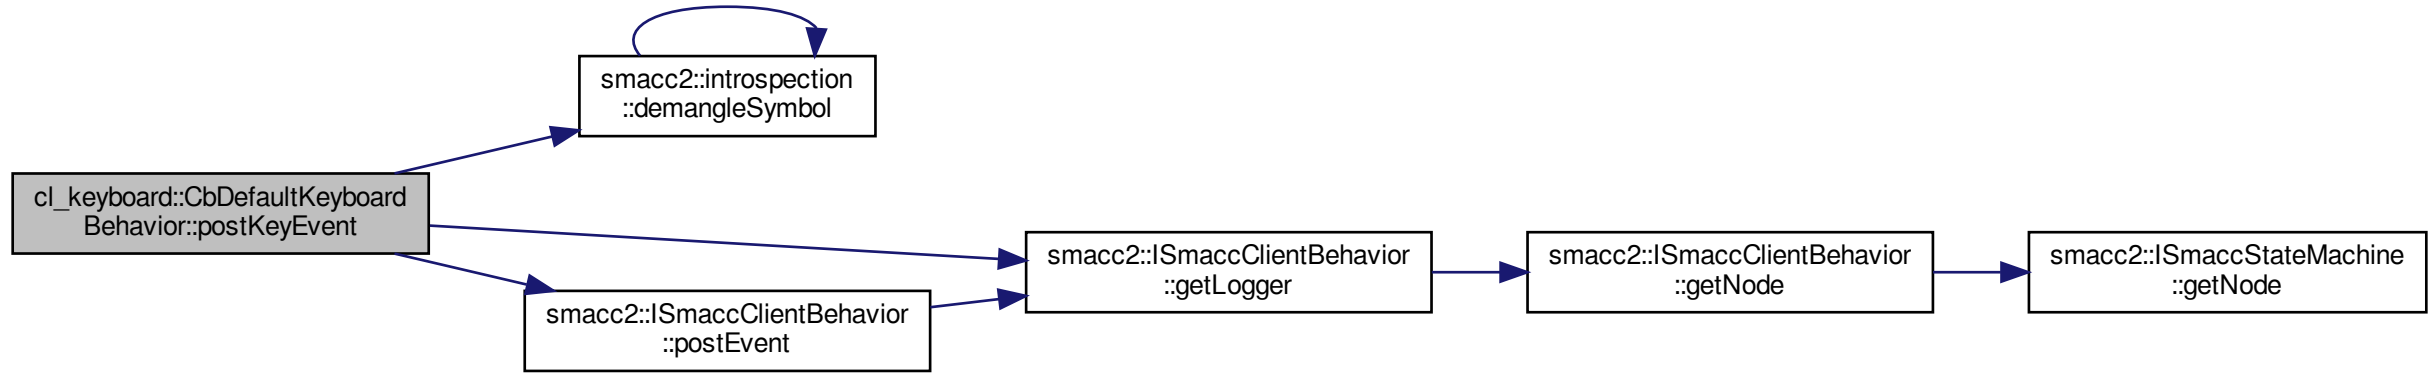 smacc2::introspection
::demangleSymbol
cl_keyboard::CbDefaultKeyboard
Behavior::postKeyEvent
smacc2::ISmaccClientBehavior
::getLogger
smacc2::ISmaccClientBehavior
::getNode
smacc2::ISmaccStateMachine
::getNode
smacc2::ISmaccClientBehavior
::postEvent